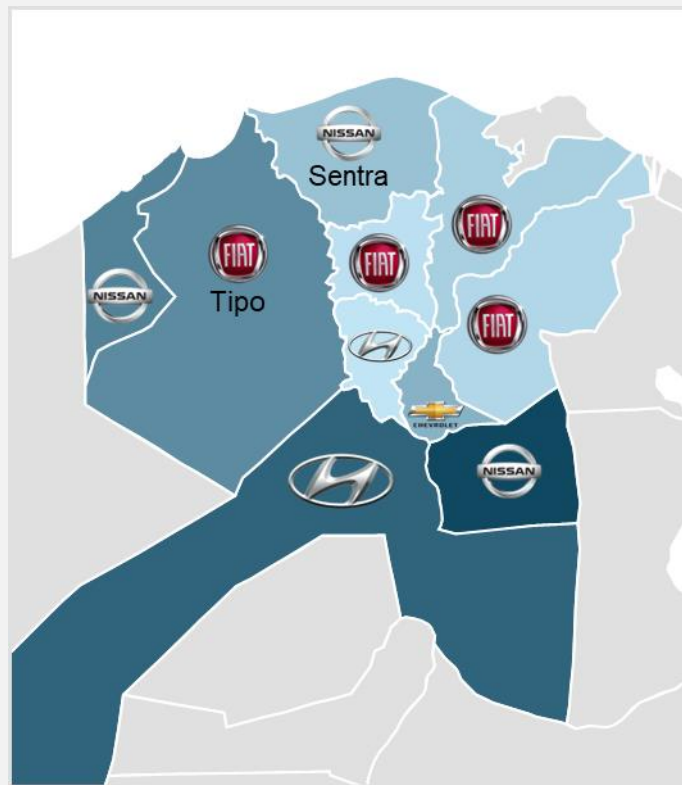 NISSAN
Sentra
FIAT
FIAT
FIAT
Tipo
NISSAN
FIAT
CHEVROLET
NISSAN